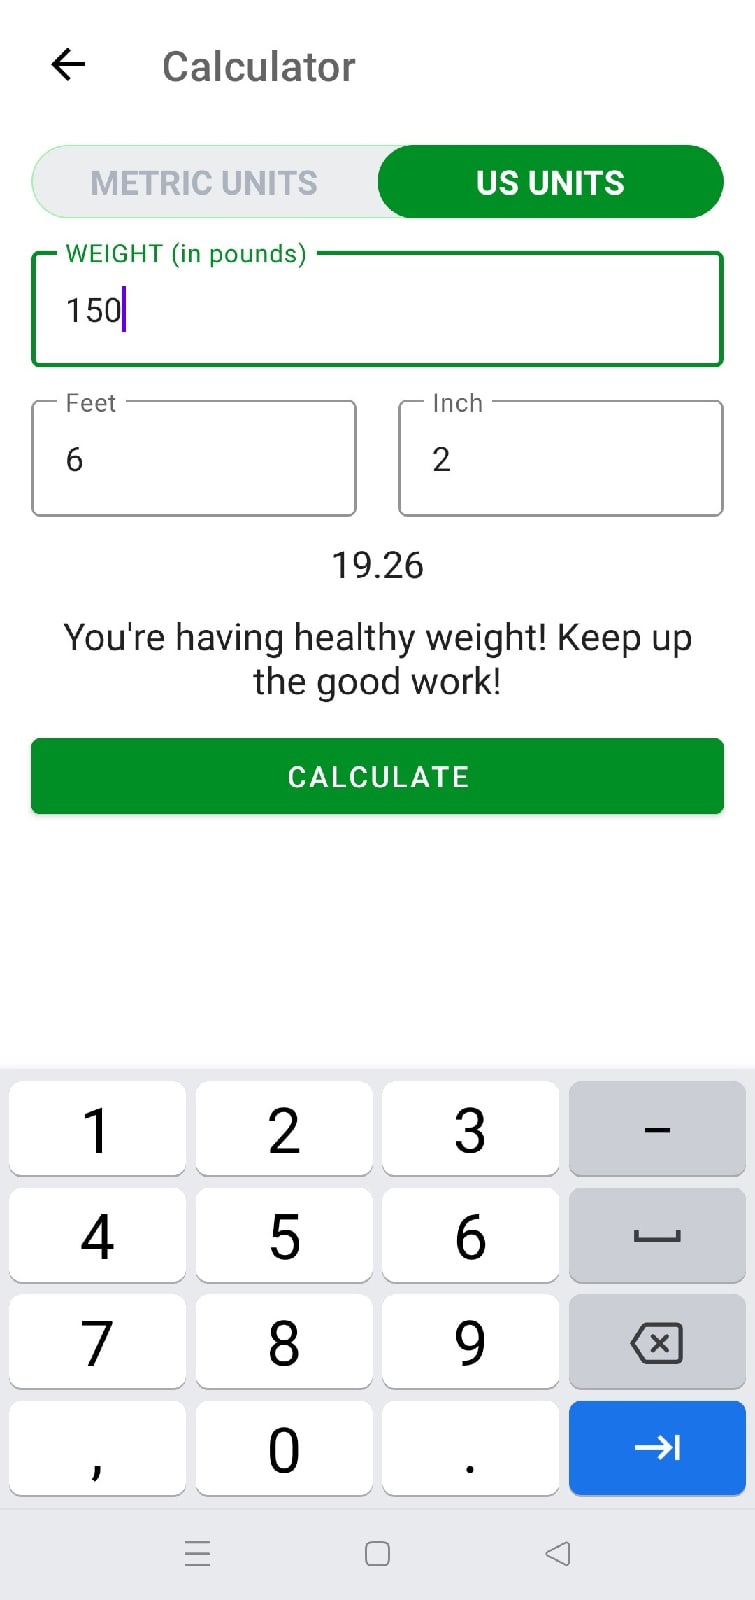 Calculator
METRIC UNITS
US UNITS
WEIGHT (in pounds)
150
Feet
6
Inch
2
19.26
You're having healthy weight! Keep up
the good work!
CALCULATE
1 2 3 –
4 5 6
7 8 9
, 0 .